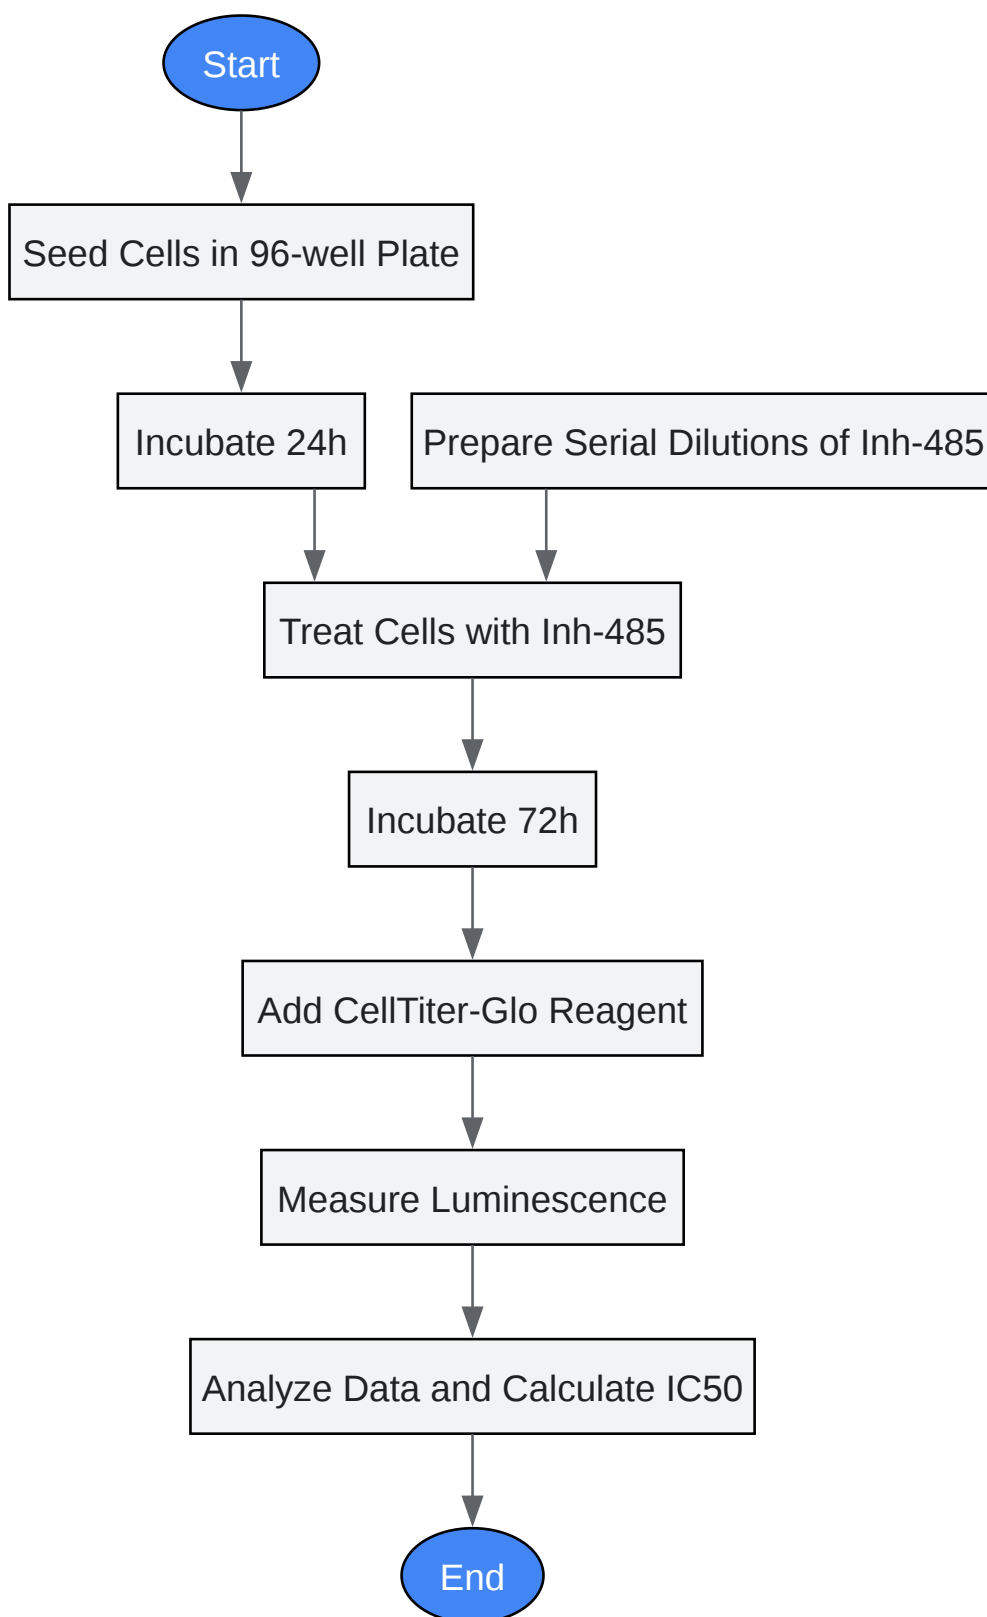 Start
Seed Cells in 96-well Plate
Incubate 24h
Prepare Serial Dilutions of Inh-485
Treat Cells with Inh-485
Incubate 72h
Add CellTiter-Glo Reagent
Measure Luminescence
Analyze Data and Calculate IC50
End